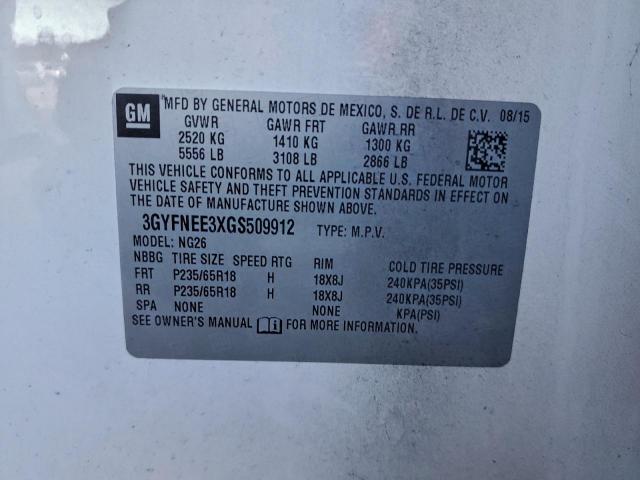 GM
MFD BY GENERAL MOTORS DE MEXICO, S. DE R.L. DE C.V. 08/15
GVWR GAWR FRT GAWR RR
2520 KG 1410 KG 1300 KG
5556 LB 3108 LB 2866 LB
THIS VEHICLE CONFORMS TO ALL APPLICABLE U.S. FEDERAL MOTOR
VEHICLE SAFETY AND THEFT PREVENTION STANDARDS IN EFFECT ON
THE DATE OF MANUFACTURE SHOWN ABOVE.
3GYFNEE3XGS509912 TYPE: M.P.V.
MODEL: NG26
NBBG TIRE SIZE SPEED RTG RIM COLD TIRE PRESSURE
FRT P235/65R18 H 18X8J 240KPA(35PSI)
RR P235/65R18 H 18X8J 240KPA(35PSI)
SPA NONE NONE KPA(PSI)
SEE OWNER'S MANUAL FOR MORE INFORMATION.